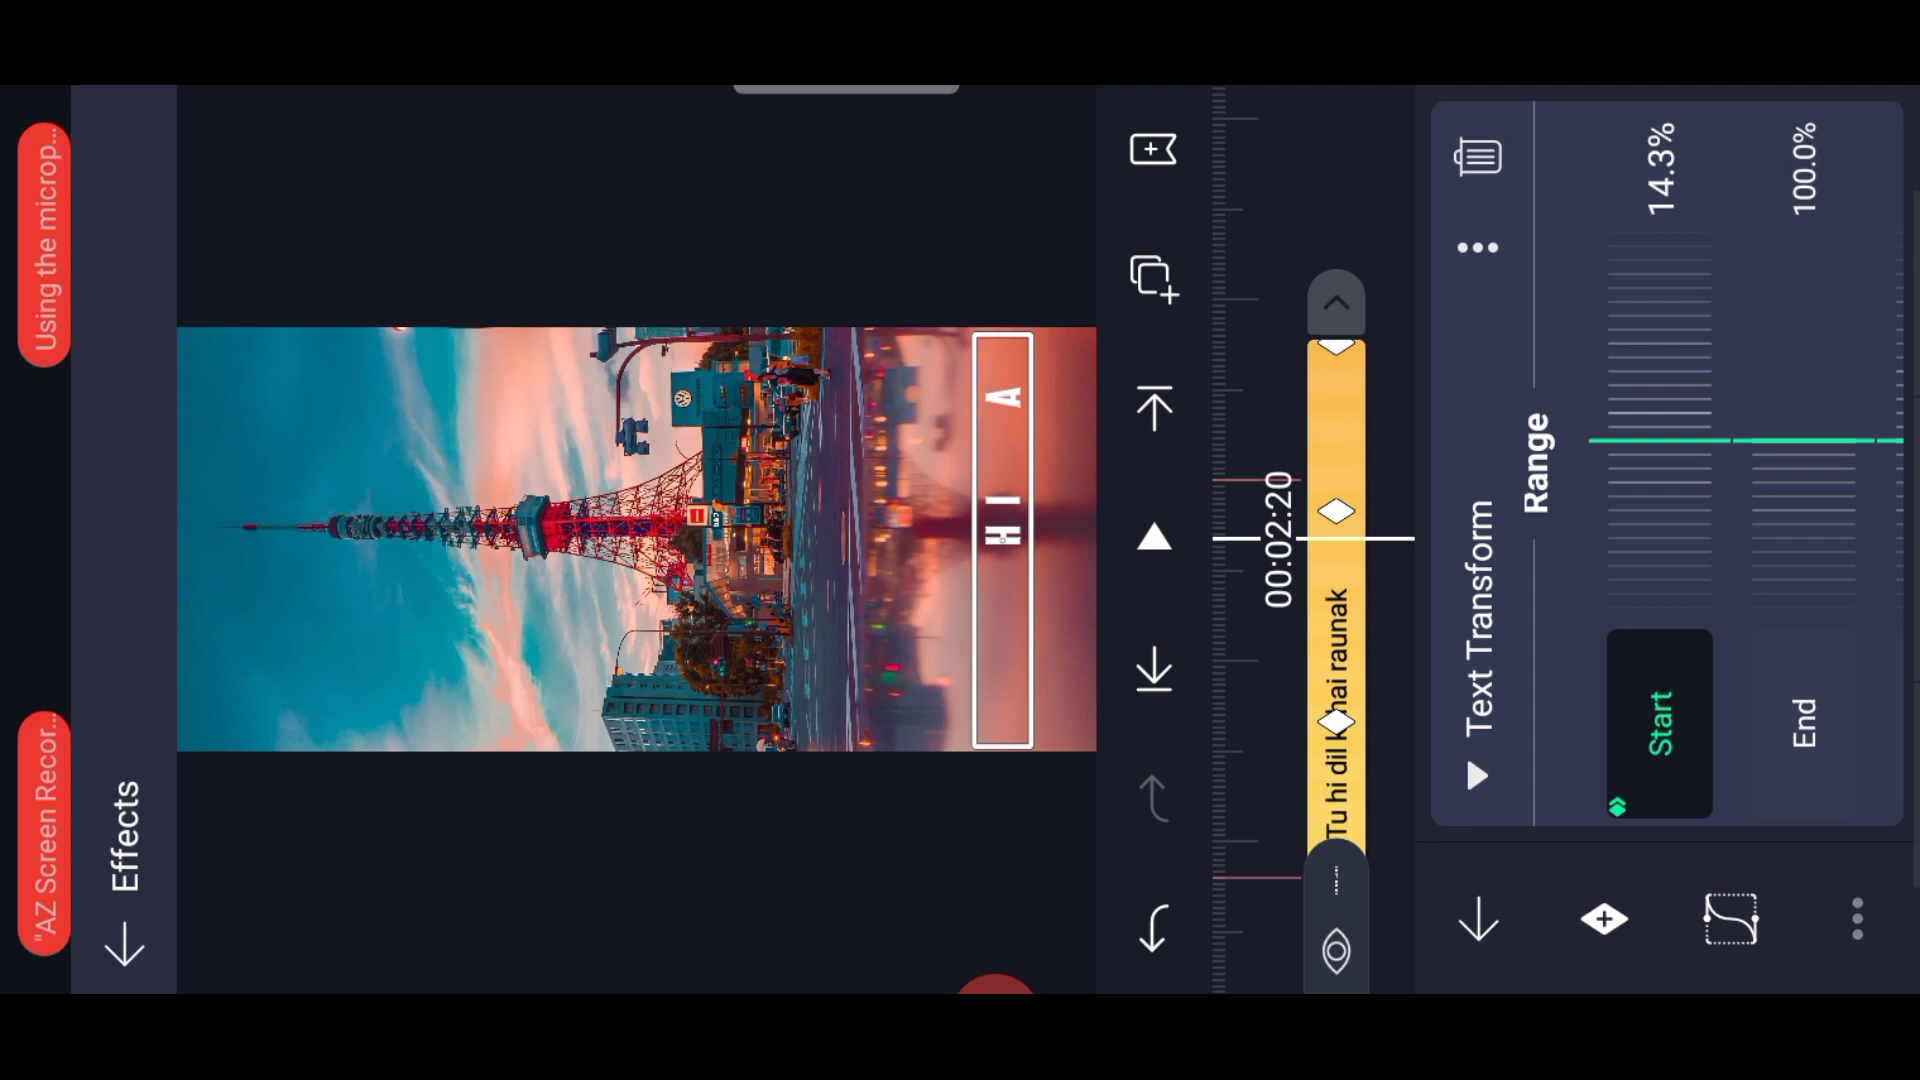 "AZ Screen Recor...
Using the microp...
Effects
H I A
00:02:20
Tu hi dil k hai raunak
Text Transform
Range
Start
14.3%
End
100.0%